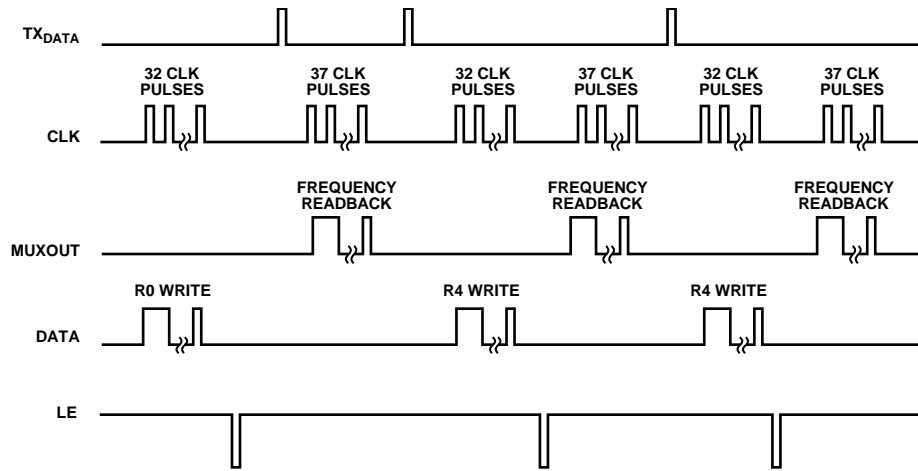 TXDATA
32 CLK
PULSES
37 CLK
PULSES
32 CLK
PULSES
37 CLK
PULSES
32 CLK
PULSES
37 CLK
PULSES
CLK
FREQUENCY
READBACK
FREQUENCY
READBACK
FREQUENCY
READBACK
MUXOUT
R0 WRITE
R4 WRITE
R4 WRITE
DATA
LE